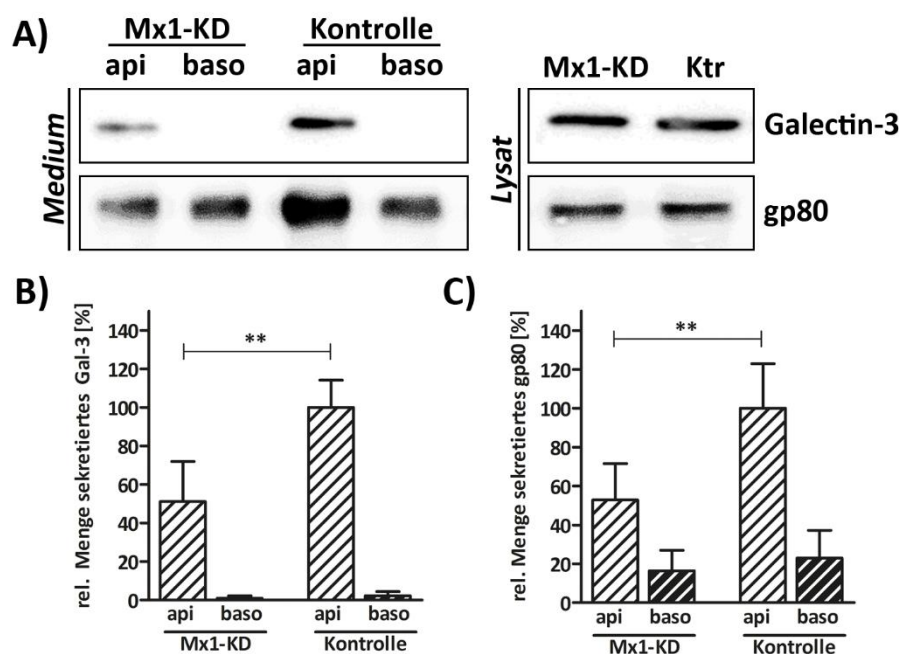 A)
Mx1-KD Kontrolle
api baso api baso
Mx1-KD Ktr
Medium
Lysat
Galectin-3
gp80
B)
rel. Menge sekretiertes Gal-3 [%]
140
120
100
80
60
40
20
0
**
api baso api baso
Mx1-KD Kontrolle
C)
rel. Menge sekretiertes gp80 [%]
140
120
100
80
60
40
20
0
**
api baso api baso
Mx1-KD Kontrolle